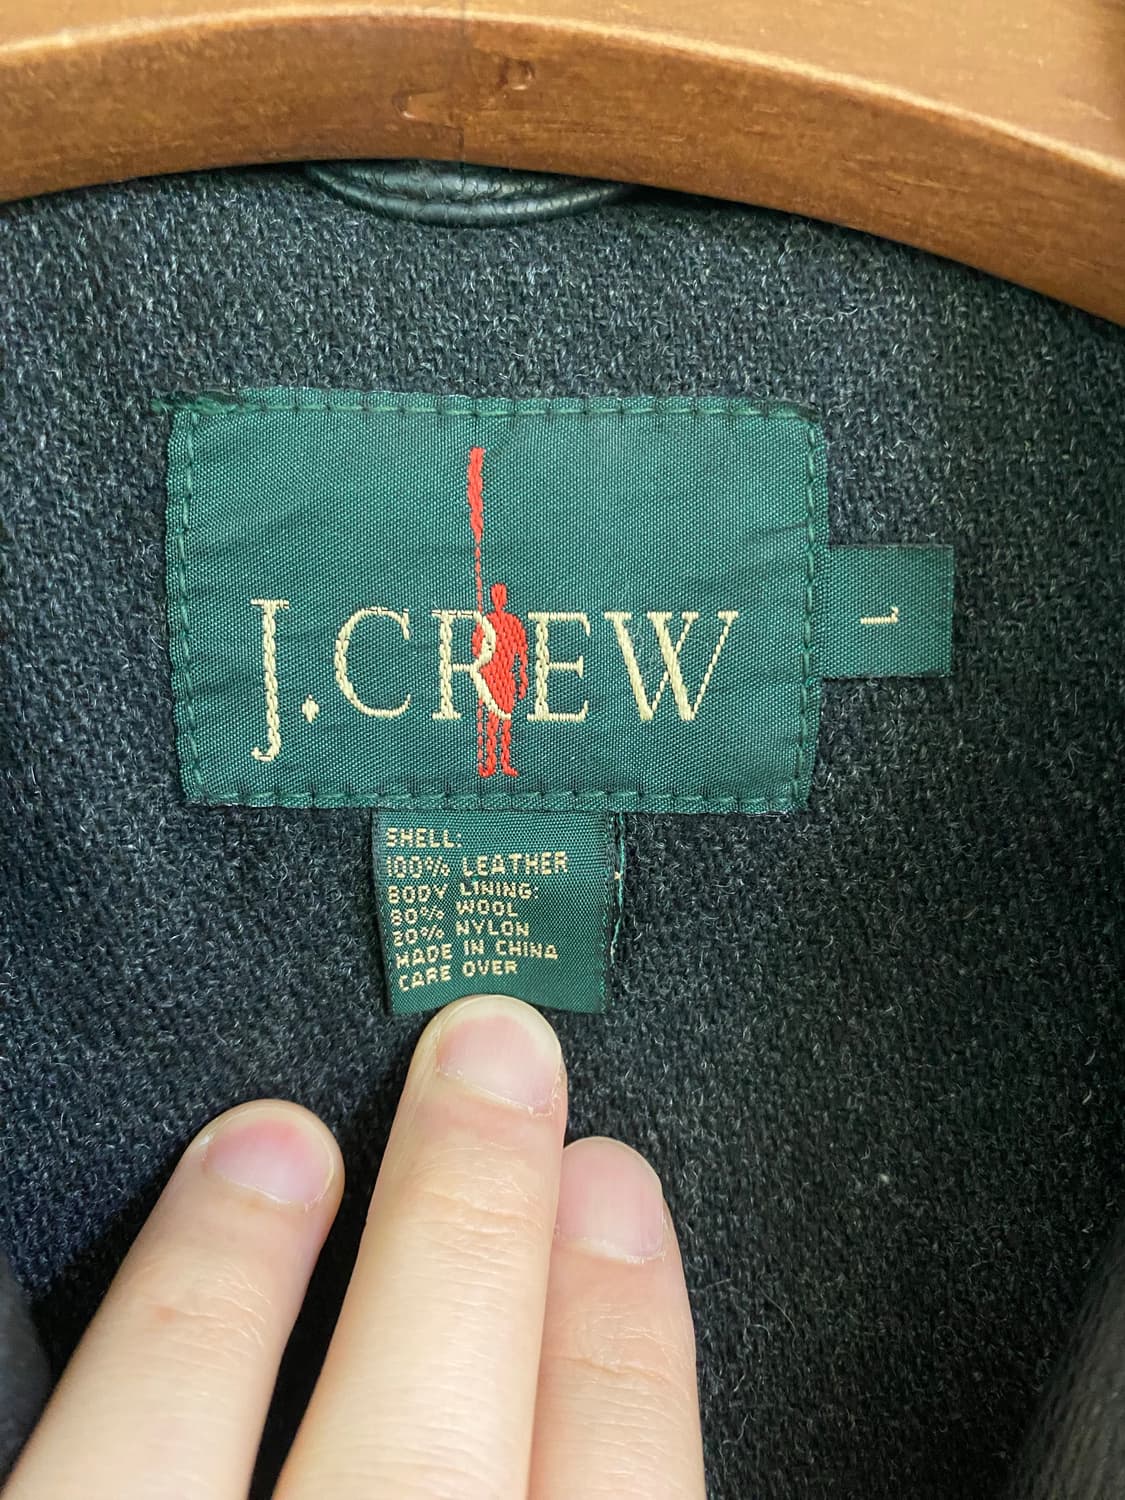 J.CREW
L
SHELL:
100% LEATHER
BODY LINING:
80% WOOL
20% NYLON
MADE IN CHINA
CARE OVER